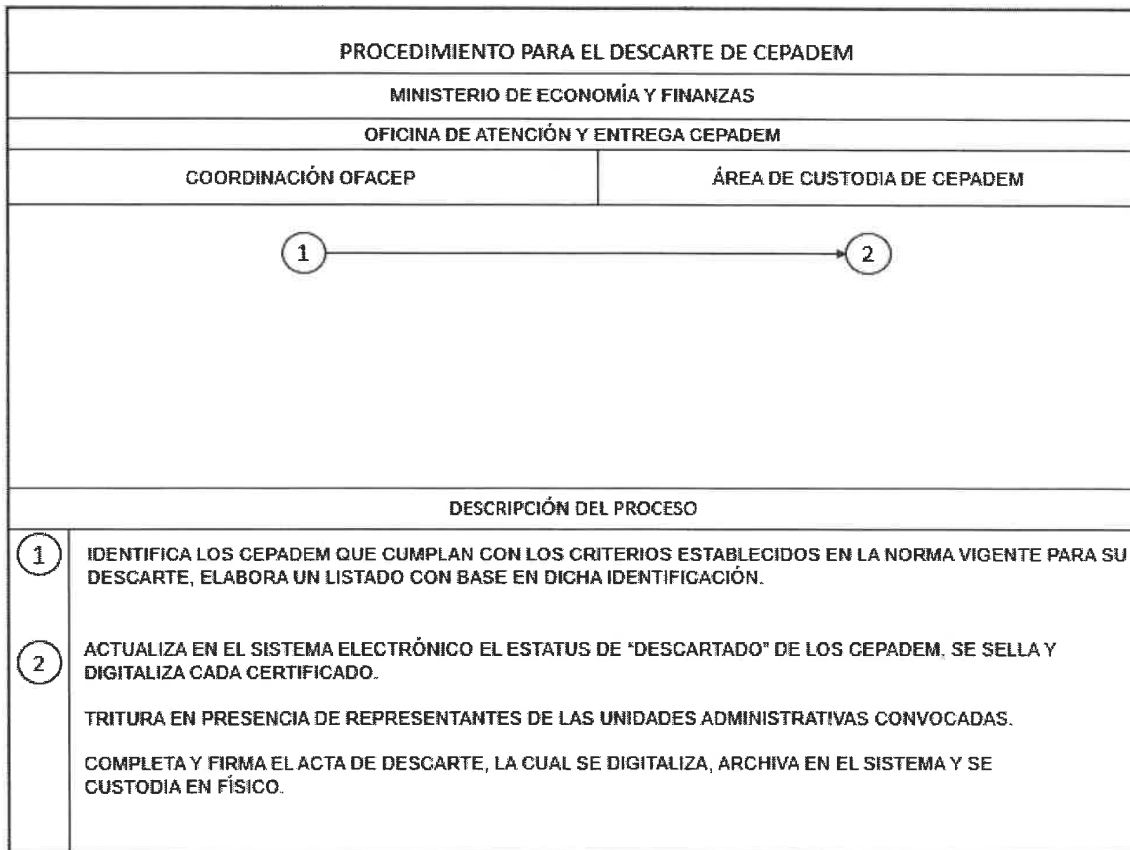 PROCEDIMIENTO PARA EL DESCARTE DE CEPADEM
MINISTERIO DE ECONOMÍA Y FINANZAS
OFICINA DE ATENCIÓN Y ENTREGA CEPADEM
COORDINACIÓN OFACEP
ÁREA DE CUSTODIA DE CEPADEM
1
2
DESCRIPCIÓN DEL PROCESO
1
IDENTIFICA LOS CEPADEM QUE CUMPLAN CON LOS CRITERIOS ESTABLECIDOS EN LA NORMA VIGENTE PARA SU
DESCARTE, ELABORA UN LISTADO CON BASE EN DICHA IDENTIFICACIÓN.
2
ACTUALIZA EN EL SISTEMA ELECTRÓNICO EL ESTATUS DE "DESCARTADO" DE LOS CEPADEM. SE SELLA Y
DIGITALIZA CADA CERTIFICADO.
TRITURA EN PRESENCIA DE REPRESENTANTES DE LAS UNIDADES ADMINISTRATIVAS CONVOCADAS.
COMPLETA Y FIRMA EL ACTA DE DESCARTE, LA CUAL SE DIGITALIZA, ARCHIVA EN EL SISTEMA Y SE
CUSTODIA EN FÍSICO.